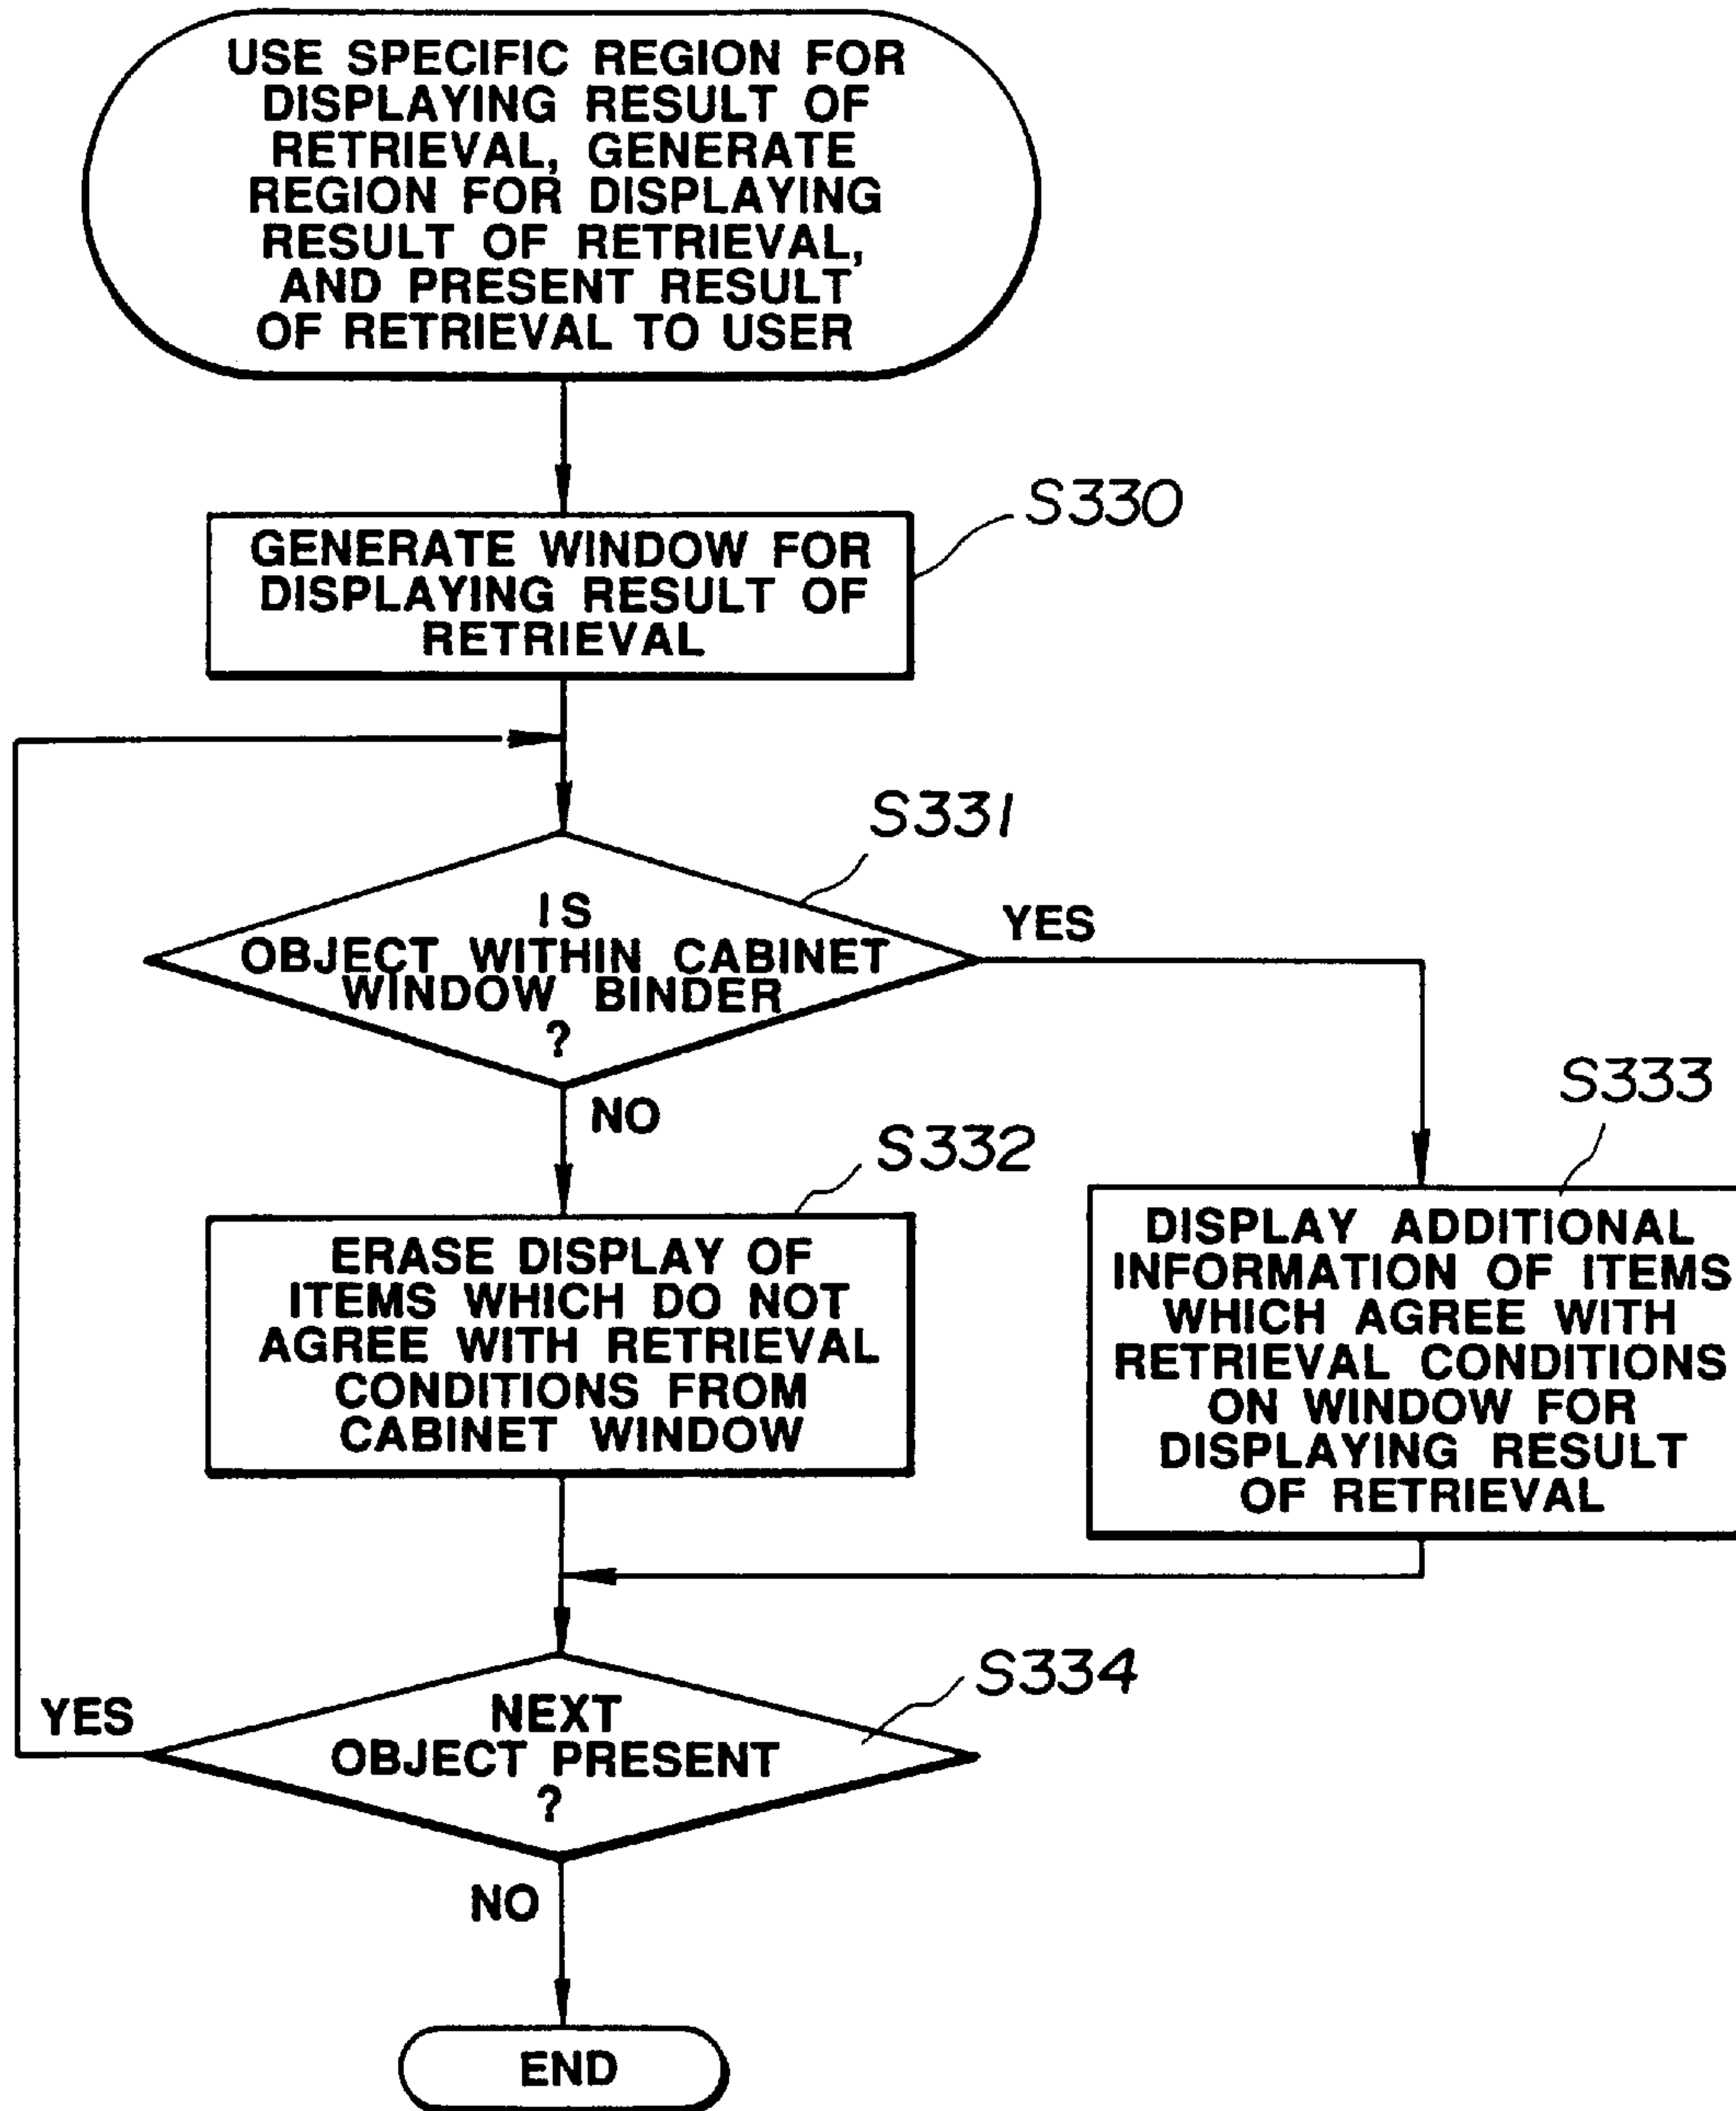 USE SPECIFIC REGION FOR
DISPLAYING RESULT OF
RETRIEVAL, GENERATE
REGION FOR DISPLAYING
RESULT OF RETRIEVAL,
AND PRESENT RESULT
OF RETRIEVAL TO USER
S330
GENERATE WINDOW FOR
DISPLAYING RESULT OF
RETRIEVAL
S331
IS
OBJECT WITHIN CABINET
WINDOW BINDER
?
YES
NO
S332
ERASE DISPLAY OF
ITEMS WHICH DO NOT
AGREE WITH RETRIEVAL
CONDITIONS FROM
CABINET WINDOW
S333
DISPLAY ADDITIONAL
INFORMATION OF ITEMS
WHICH AGREE WITH
RETRIEVAL CONDITIONS
ON WINDOW FOR
DISPLAYING RESULT
OF RETRIEVAL
S334
NEXT
OBJECT PRESENT
?
YES
NO
END